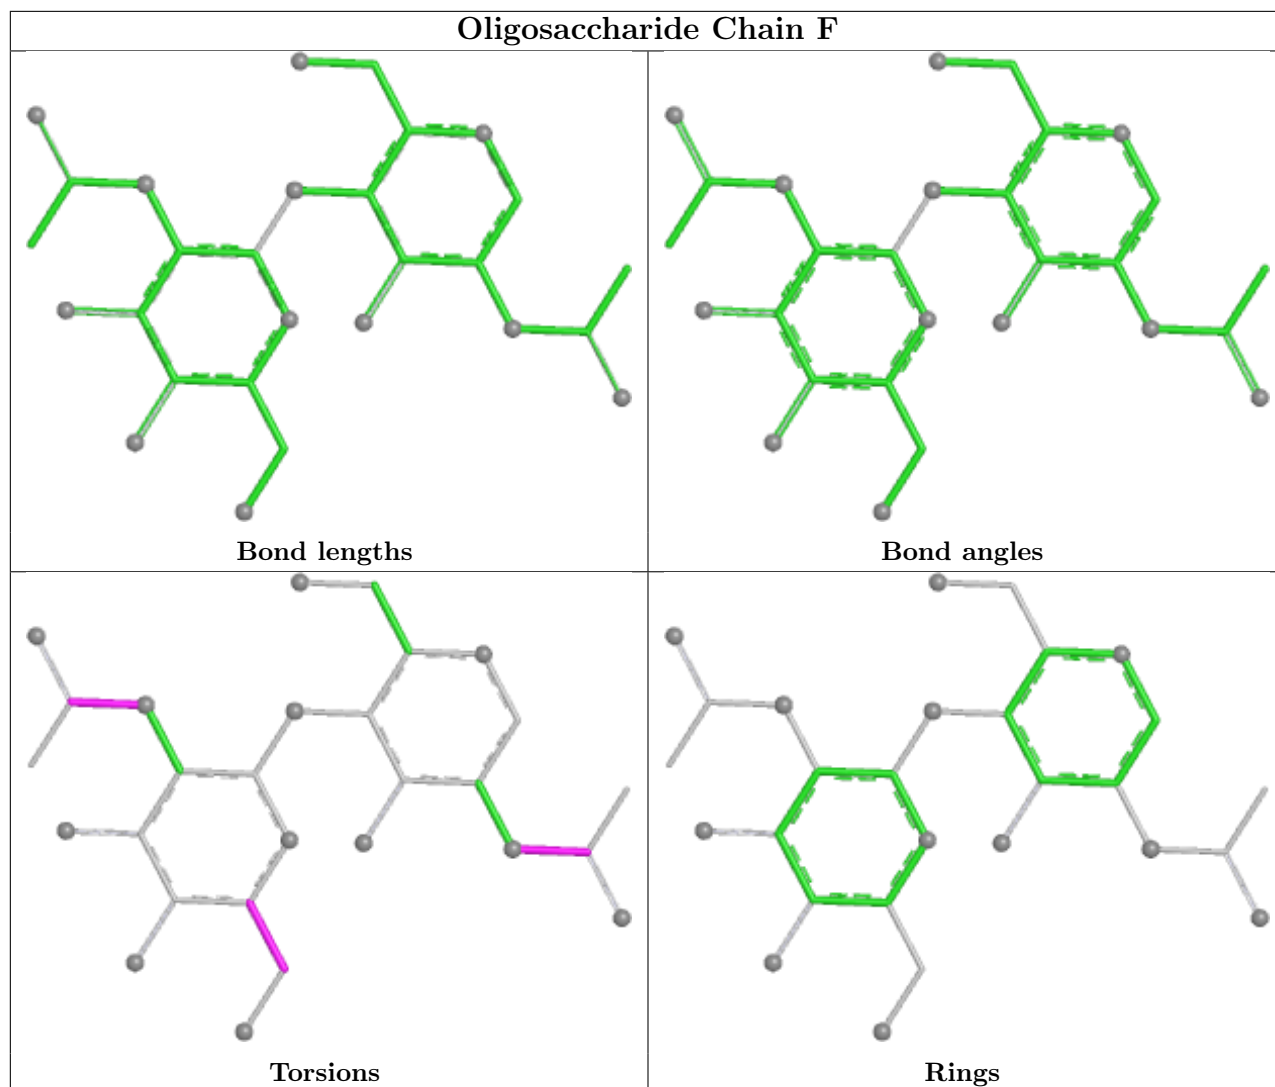 Oligosaccharide Chain F
Bond lengths
Bond angles
Torsions
Rings